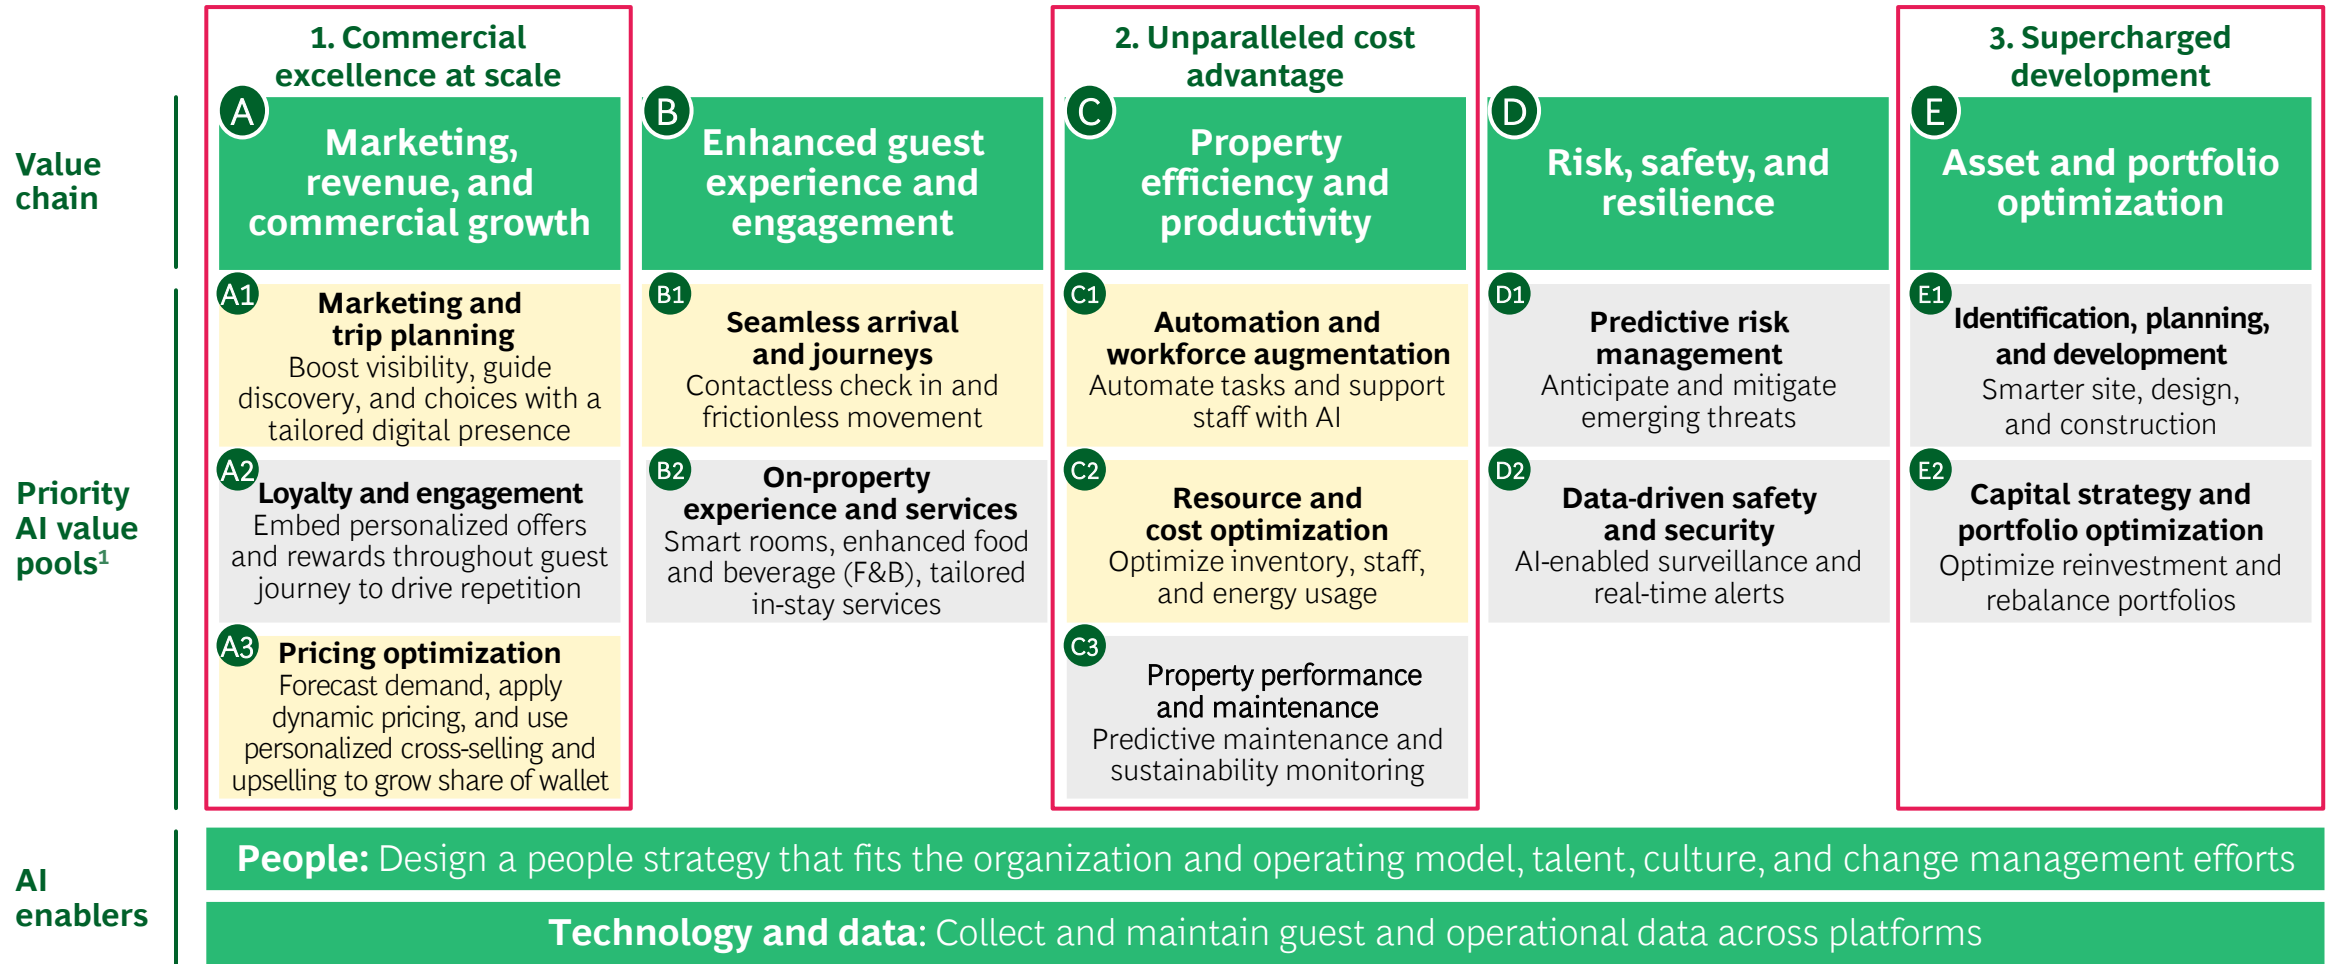 1. Commercial
excellence at scale
2. Unparalleled cost
advantage
3. Supercharged
development
Value
chain
A
Marketing,
revenue, and
commercial growth
B
Enhanced guest
experience and
engagement
C
Property
efficiency and
productivity
D
Risk, safety, and
resilience
E
Asset and portfolio
optimization
Priority
AI value
pools¹
A1
Marketing and
trip planning
Boost visibility, guide
discovery, and choices with a
tailored digital presence
A2
Loyalty and engagement
Embed personalized offers
and rewards throughout guest
journey to drive repetition
A3
Pricing optimization
Forecast demand, apply
dynamic pricing, and use
personalized cross-selling and
upselling to grow share of wallet
B1
Seamless arrival
and journeys
Contactless check in and
frictionless movement
B2
On-property
experience and services
Smart rooms, enhanced food
and beverage (F&B), tailored
in-stay services
C1
Automation and
workforce augmentation
Automate tasks and support
staff with AI
C2
Resource and
cost optimization
Optimize inventory, staff,
and energy usage
C3
Property performance
and maintenance
Predictive maintenance and
sustainability monitoring
D1
Predictive risk
management
Anticipate and mitigate
emerging threats
D2
Data-driven safety
and security
AI-enabled surveillance and
real-time alerts
E1
Identification, planning,
and development
Smarter site, design,
and construction
E2
Capital strategy and
portfolio optimization
Optimize reinvestment and
rebalance portfolios
AI
enablers
People: Design a people strategy that fits the organization and operating model, talent, culture, and change management efforts
Technology and data: Collect and maintain guest and operational data across platforms